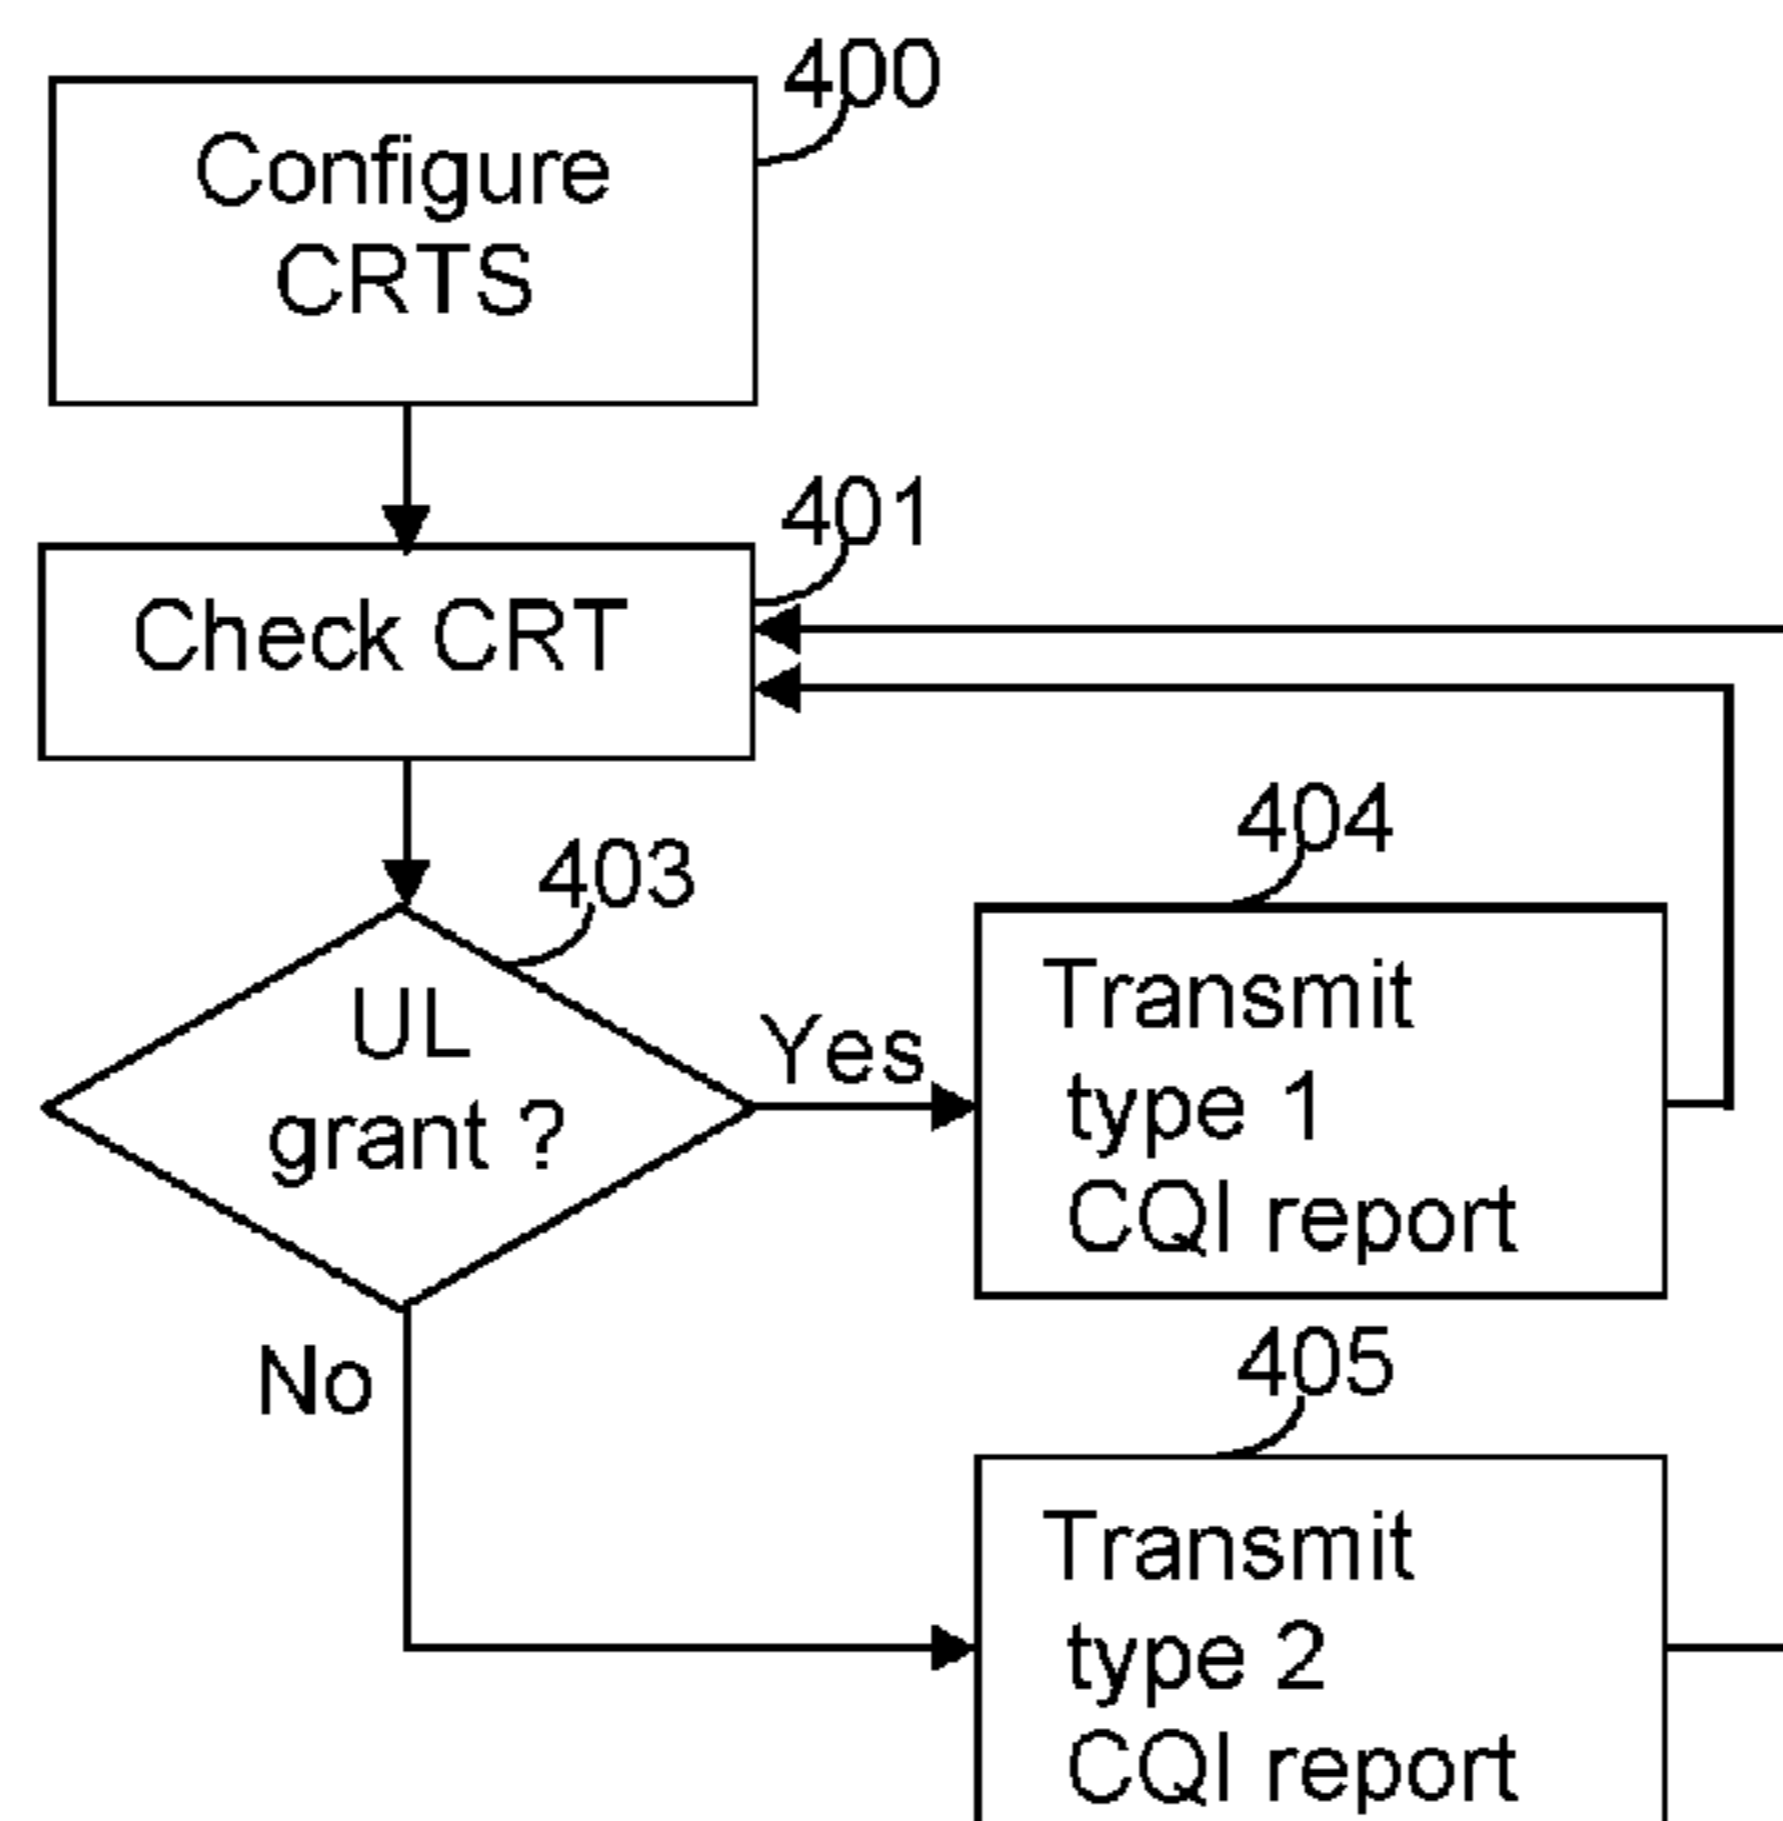 400
Configure
CRTS
401
Check CRT
403
UL
grant ?
Yes
404
Transmit
type 1
CQI report
No
405
Transmit
type 2
CQI report